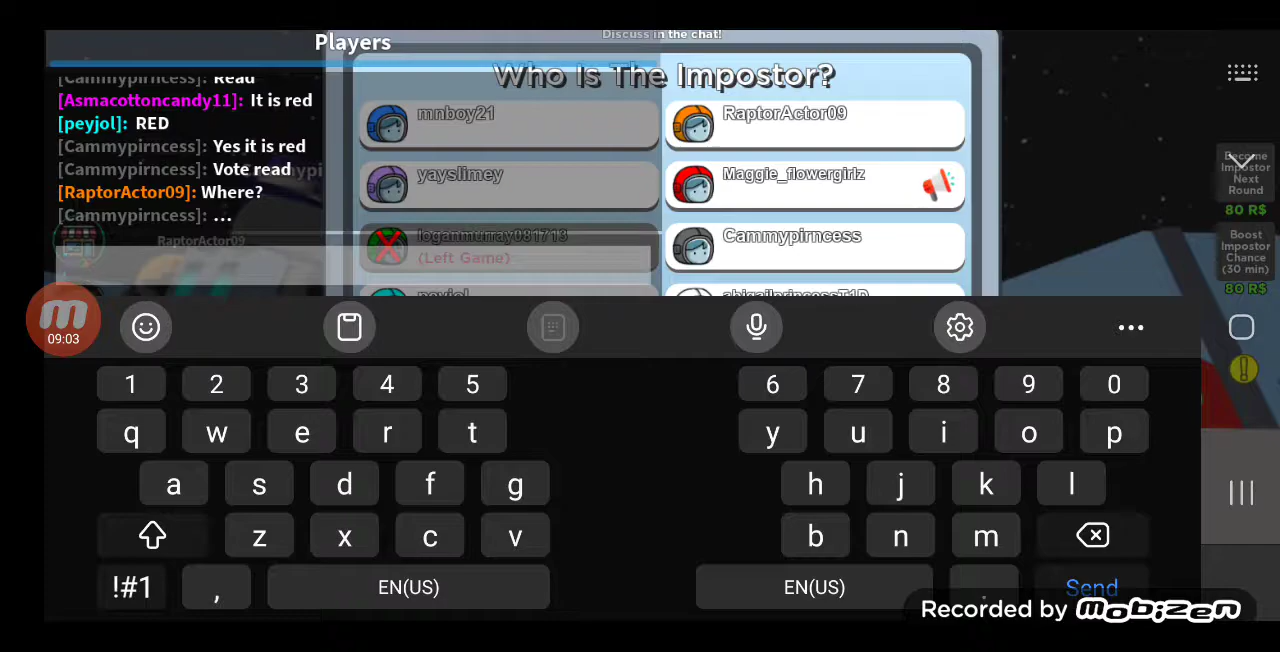 Discuss in the chat!
Players
Who Is The Impostor?
[Cammypirncess]: Read
[Asmacottoncandy11]: It is red
[peyjol]: RED
[Cammypirncess]: Yes it is red
[Cammypirncess]: Vote read
[RaptorActor09]: Where?
[Cammypirncess]: ...
RaptorActor09
mnboy21
RaptorActor09
yayslimey
Maggie_flowergirlz
loganmurray081713
(Left Game)
Cammypirncess
peyjol
abigailprincessT1D
Become
Impostor
Next
Round
80 R$
Boost
Impostor
Chance
(30 min)
80 R$
09:03
1 2 3 4 5 6 7 8 9 0
q w e r t y u i o p
a s d f g h j k l
z x c v b n m
!#1 , EN(US) EN(US) . Send
Recorded by mobizen